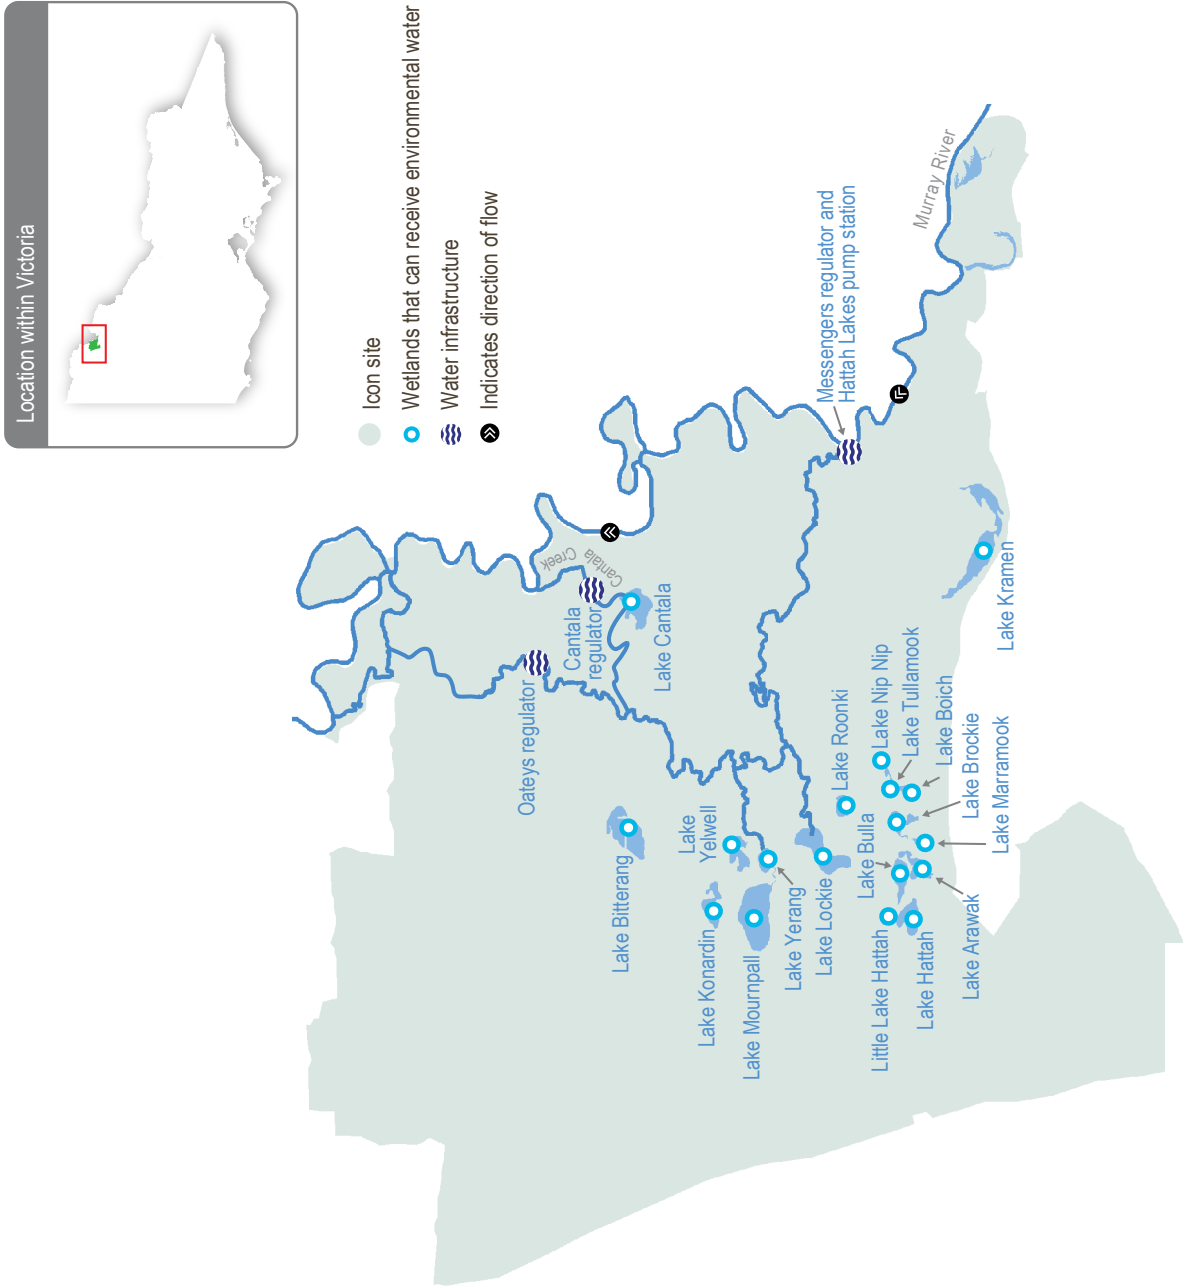 Location within Victoria
Icon site
Wetlands that can receive environmental water
Water infrastructure
Indicates direction of flow
Murray River
Messengers regulator and
Hattah Lakes pump station
Cantala
Creek
Cantala
regulator
Lake Cantala
Oateys regulator
Lake Kramen
Lake Nip Nip
Lake Tullamook
Lake Boich
Lake Brockie
Lake Marramook
Lake Roonki
Lake Bulla
Lake
Yelwell
Lake Bitterang
Lake Konardin
Lake Mournpall
Lake Yerang
Lake Lockie
Little Lake Hattah
Lake Hattah
Lake Arawak